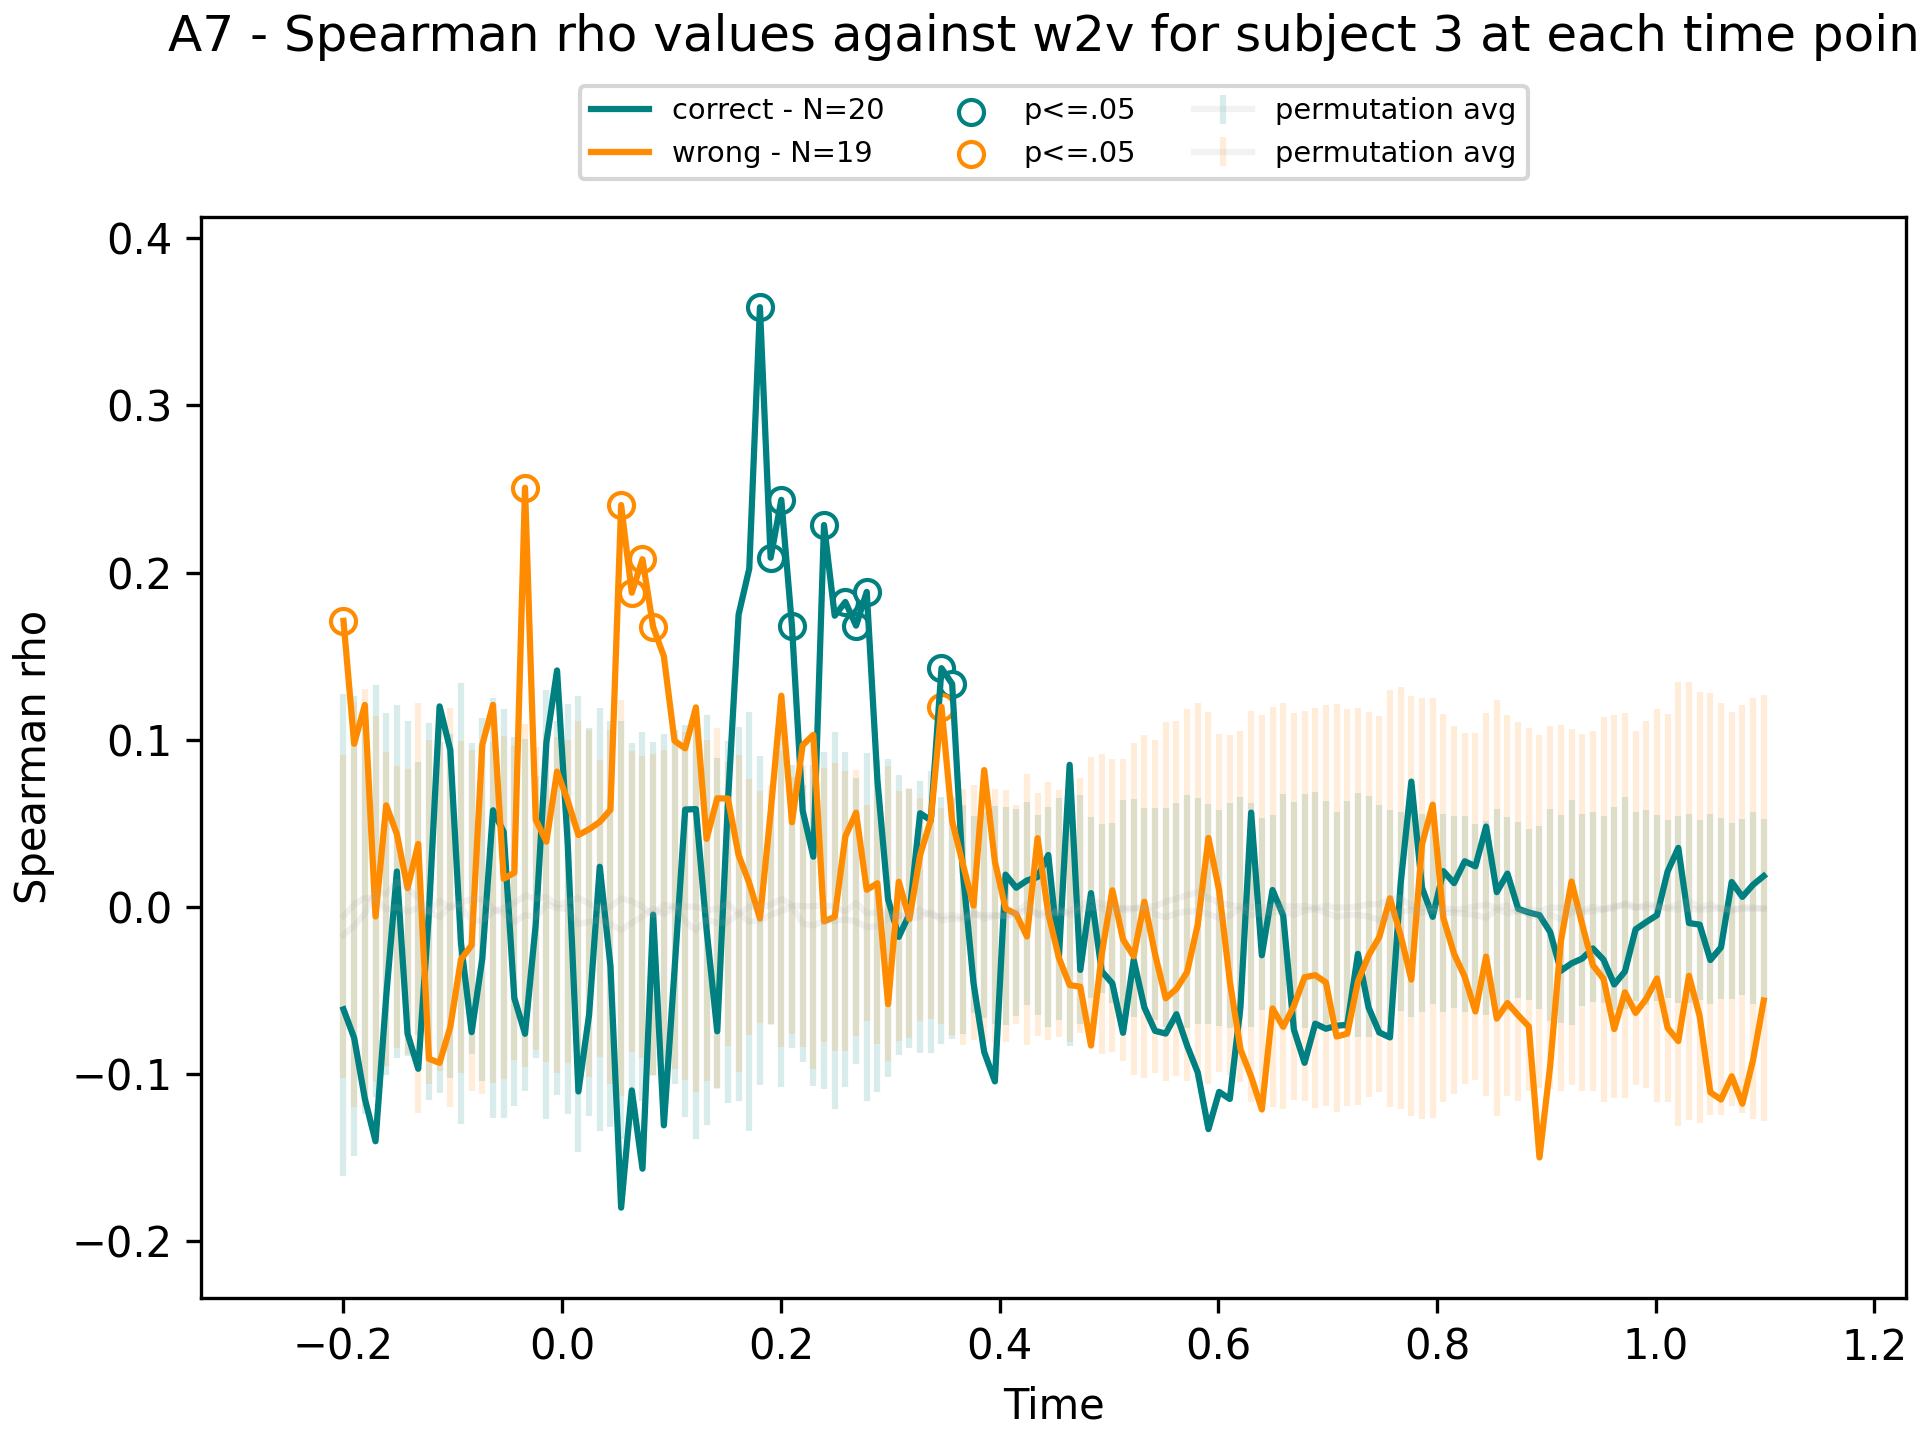 A7 - Spearman rho values against w2v for subject 3 at each time poin
correct - N=20
wrong - N=19
p<=.05
p<=.05
permutation avg
permutation avg
0.4
0.3
0.2
0.1
0.0
−0.1
−0.2
Spearman rho
−0.2 0.0 0.2 0.4 0.6 0.8 1.0 1.2
Time